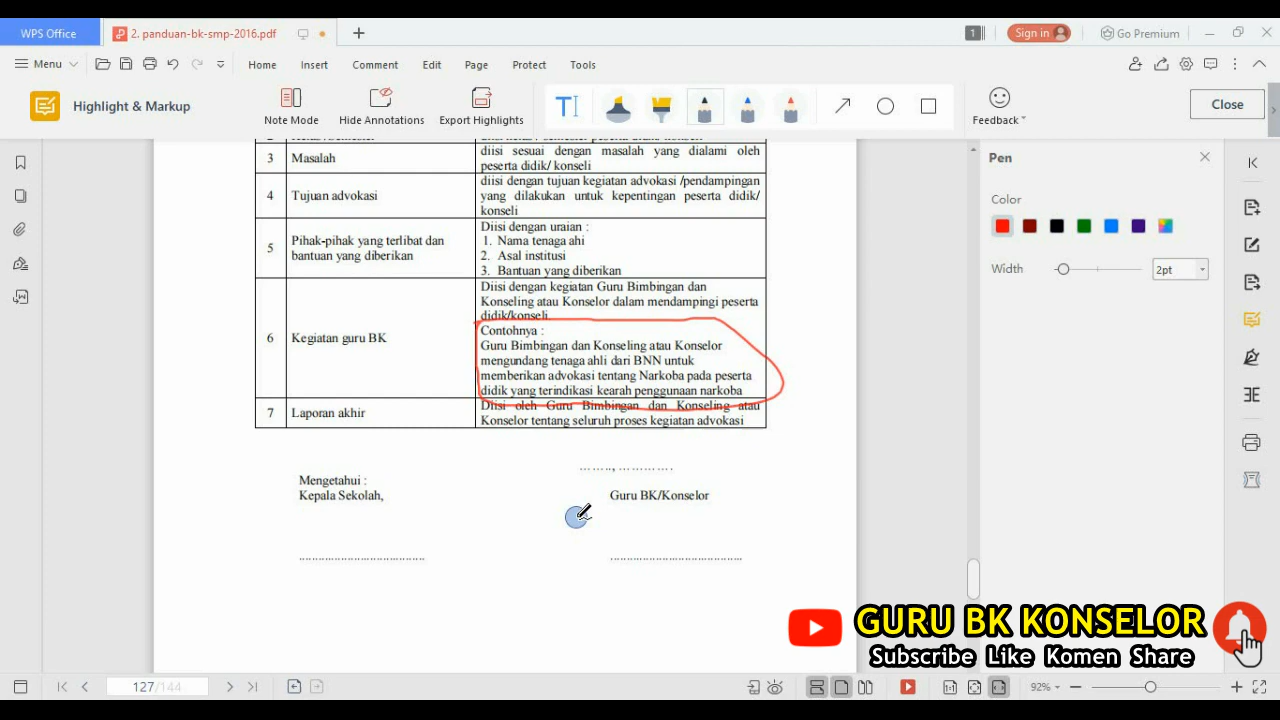 WPS Office
2. panduan-bk-smp-2016.pdf
1
Sign in
Go Premium
Menu
Home
Insert
Comment
Edit
Page
Protect
Tools
Highlight & Markup
Note Mode
Hide Annotations
Export Highlights
Feedback
Close
Pen
Color
Width
2pt
3 Masalah
diisi sesuai dengan masalah yang dialami oleh
peserta didik/ konseli
4 Tujuan advokasi
diisi dengan tujuan kegiatan advokasi /pendampingan
yang dilakukan untuk kepentingan peserta didik/
konseli
5 Pihak-pihak yang terlibat dan
bantuan yang diberikan
Diisi dengan uraian :
1. Nama tenaga ahi
2. Asal institusi
3. Bantuan yang diberikan
6 Kegiatan guru BK
Diisi dengan kegiatan Guru Bimbingan dan
Konseling atau Konselor dalam mendampingi peserta
didik/konseli
Contohnya :
Guru Bimbingan dan Konseling atau Konselor
mengundang tenaga ahli dari BNN untuk
memberikan advokasi tentang Narkoba pada peserta
didik yang terindikasi kearah penggunaan narkoba
7 Laporan akhir
Diisi oleh Guru Bimbingan dan Konseling atau
Konselor tentang seluruh proses kegiatan advokasi
........, ..............
Mengetahui :
Kepala Sekolah,
Guru BK/Konselor
.......................................
.........................................
GURU BK KONSELOR
Subscribe Like Komen Share
127/144
92%